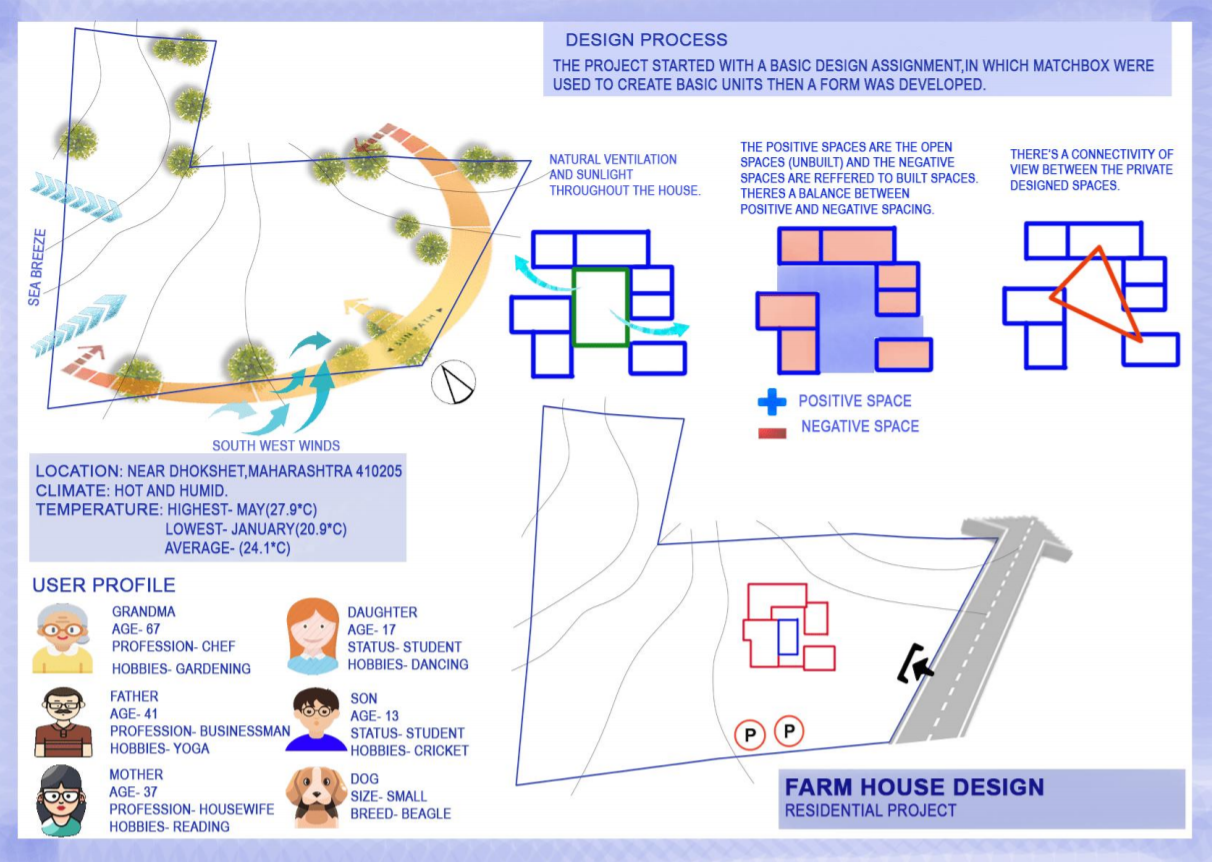 DESIGN PROCESS
THE PROJECT STARTED WITH A BASIC DESIGN ASSIGNMENT,IN WHICH MATCHBOX WERE
USED TO CREATE BASIC UNITS THEN A FORM WAS DEVELOPED.
NATURAL VENTILATION
AND SUNLIGHT
THROUGHOUT THE HOUSE.
THE POSITIVE SPACES ARE THE OPEN
SPACES (UNBUILT) AND THE NEGATIVE
SPACES ARE REFFERED TO BUILT SPACES.
THERES A BALANCE BETWEEN
POSITIVE AND NEGATIVE SPACING.
THERE'S A CONNECTIVITY OF
VIEW BETWEEN THE PRIVATE
DESIGNED SPACES.
POSITIVE SPACE
NEGATIVE SPACE
SEA BREEZE
SUN PATH
SOUTH WEST WINDS
LOCATION: NEAR DHOKSHET,MAHARASHTRA 410205
CLIMATE: HOT AND HUMID.
TEMPERATURE: HIGHEST- MAY(27.9*C)
LOWEST- JANUARY(20.9*C)
AVERAGE- (24.1*C)
USER PROFILE
GRANDMA
AGE- 67
PROFESSION- CHEF
HOBBIES- GARDENING
DAUGHTER
AGE- 17
STATUS- STUDENT
HOBBIES- DANCING
FATHER
AGE- 41
PROFESSION- BUSINESSMAN
HOBBIES- YOGA
SON
AGE- 13
STATUS- STUDENT
HOBBIES- CRICKET
MOTHER
AGE- 37
PROFESSION- HOUSEWIFE
HOBBIES- READING
DOG
SIZE- SMALL
BREED- BEAGLE
P
P
FARM HOUSE DESIGN
RESIDENTIAL PROJECT